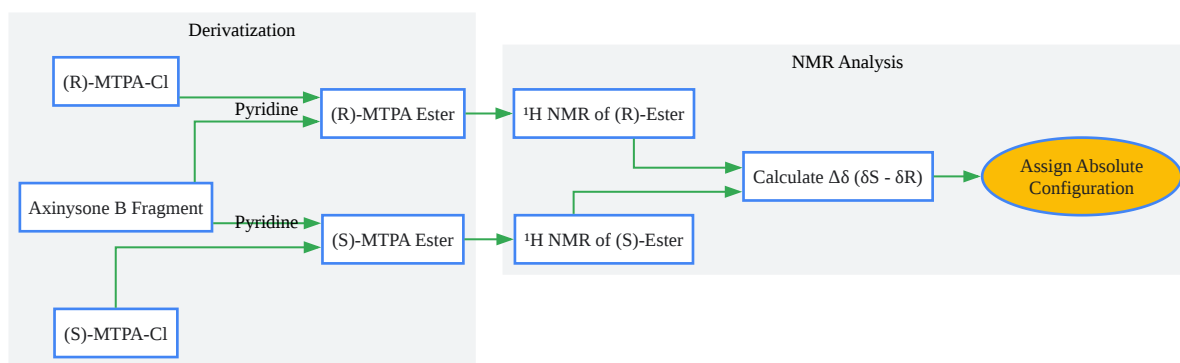 Derivatization
NMR Analysis
(R)-MTPA-Cl
Pyridine
(R)-MTPA Ester
¹H NMR of (R)-Ester
Axinysone B Fragment
Pyridine
(S)-MTPA Ester
¹H NMR of (S)-Ester
(S)-MTPA-Cl
Calculate Δδ (δS - δR)
Assign Absolute
Configuration